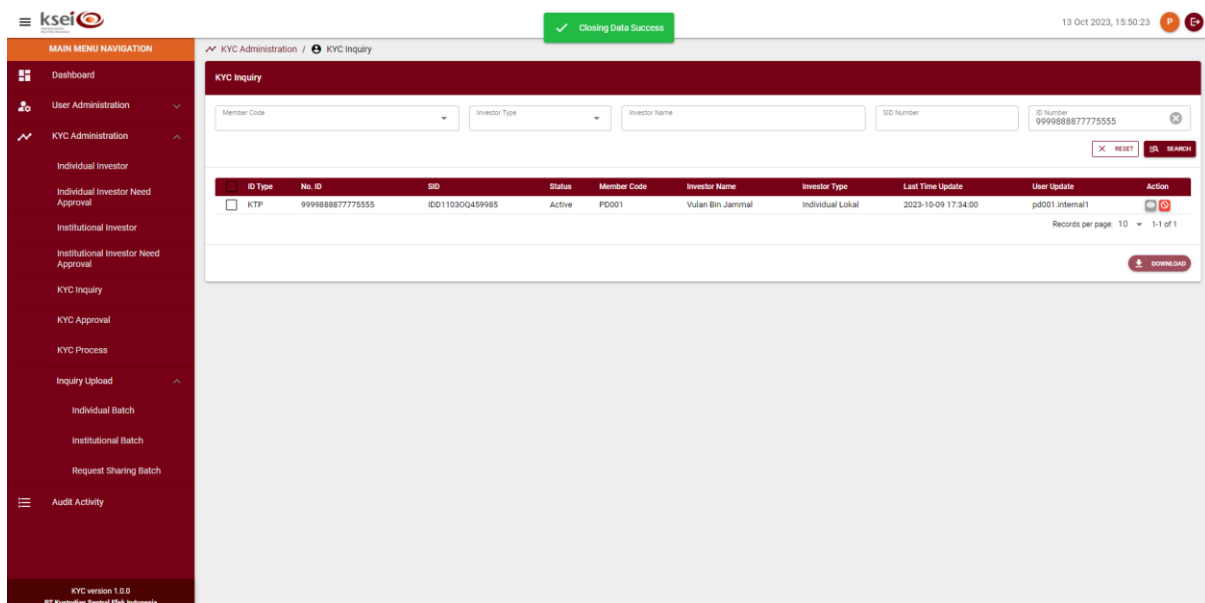 ksei
Closing Data Success
13 Oct 2023, 15:50:23
P
MAIN MENU NAVIGATION
Dashboard
User Administration
KYC Administration
Individual Investor
Individual Investor Need
Approval
Institutional Investor
Institutional Investor Need
Approval
KYC Inquiry
KYC Approval
KYC Process
Inquiry Upload
Individual Batch
Institutional Batch
Request Sharing Batch
Audit Activity
KYC version 1.0.0
PT Kustodian Sentral Efek Indonesia
KYC Administration / KYC Inquiry
KYC Inquiry
Member Code
Investor Type
Investor Name
SID Number
ID Number
9999888877775555
RESET SEARCH
ID Type No. ID SID Status Member Code Investor Name Investor Type Last Time Update User Update Action
KTP 9999888877775555 IDD1103OQ459985 Active PD001 Vulan Bin Jammal Individual Lokal 2023-10-09 17:34:00 pd001.internal1
Records per page: 10 1-1 of 1
DOWNLOAD